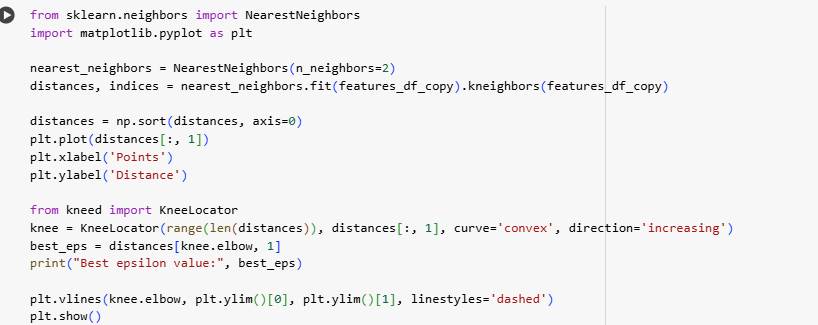 from sklearn.neighbors import NearestNeighbors
import matplotlib.pyplot as plt
nearest_neighbors = NearestNeighbors(n_neighbors=2)
distances, indices = nearest_neighbors.fit(features_df_copy).kneighbors(features_df_copy)
distances = np.sort(distances, axis=0)
plt.plot(distances[:, 1])
plt.xlabel('Points')
plt.ylabel('Distance')
from kneed import KneeLocator
knee = KneeLocator(range(len(distances)), distances[:, 1], curve='convex', direction='increasing')
best_eps = distances[knee.elbow, 1]
print("Best epsilon value:", best_eps)
plt.vlines(knee.elbow, plt.ylim()[0], plt.ylim()[1], linestyles='dashed')
plt.show()